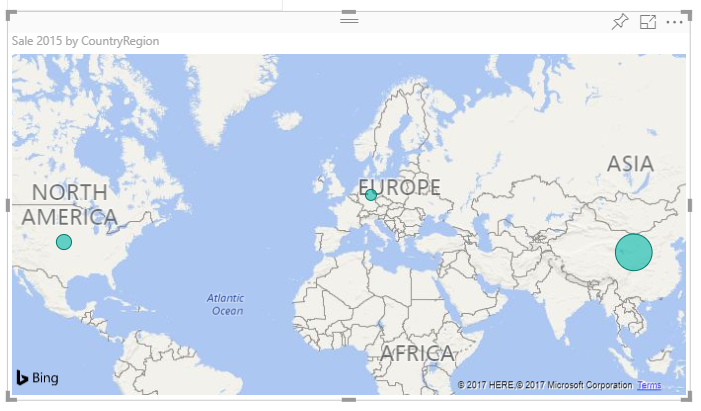 Sale 2015 by CountryRegion
ASIA
EUROPE
NORTH
AMERICA
Atlantic
Ocean
AFRICA
Bing
© 2017 HERE,© 2017 Microsoft Corporation Terms